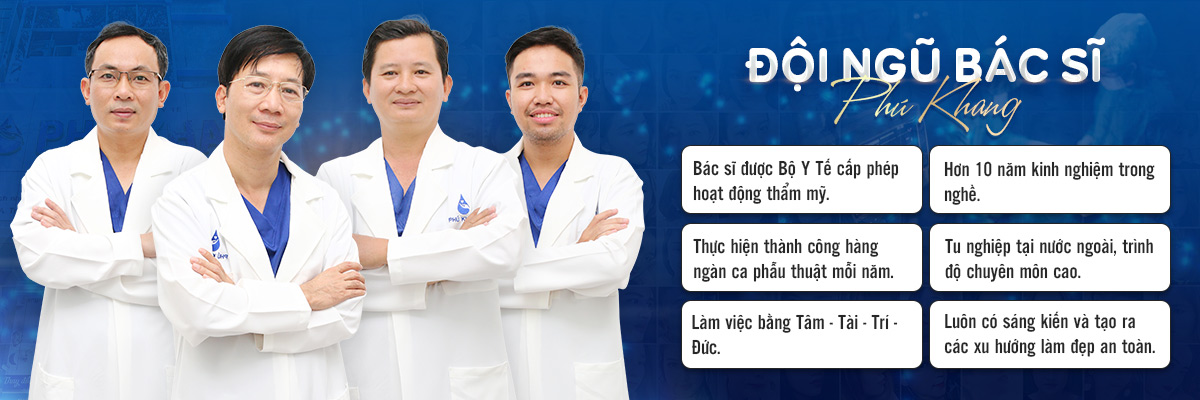 ĐỘI NGŨ BÁC SĨ
Phú Khang
Bác sĩ được Bộ Y Tế cấp phép
hoạt động thẩm mỹ.
Hơn 10 năm kinh nghiệm trong
nghề.
Thực hiện thành công hàng
ngàn ca phẫu thuật mỗi năm.
Tu nghiệp tại nước ngoài, trình
độ chuyên môn cao.
Làm việc bằng Tâm - Tài - Trí -
Đức.
Luôn có sáng kiến và tạo ra
các xu hướng làm đẹp an toàn.